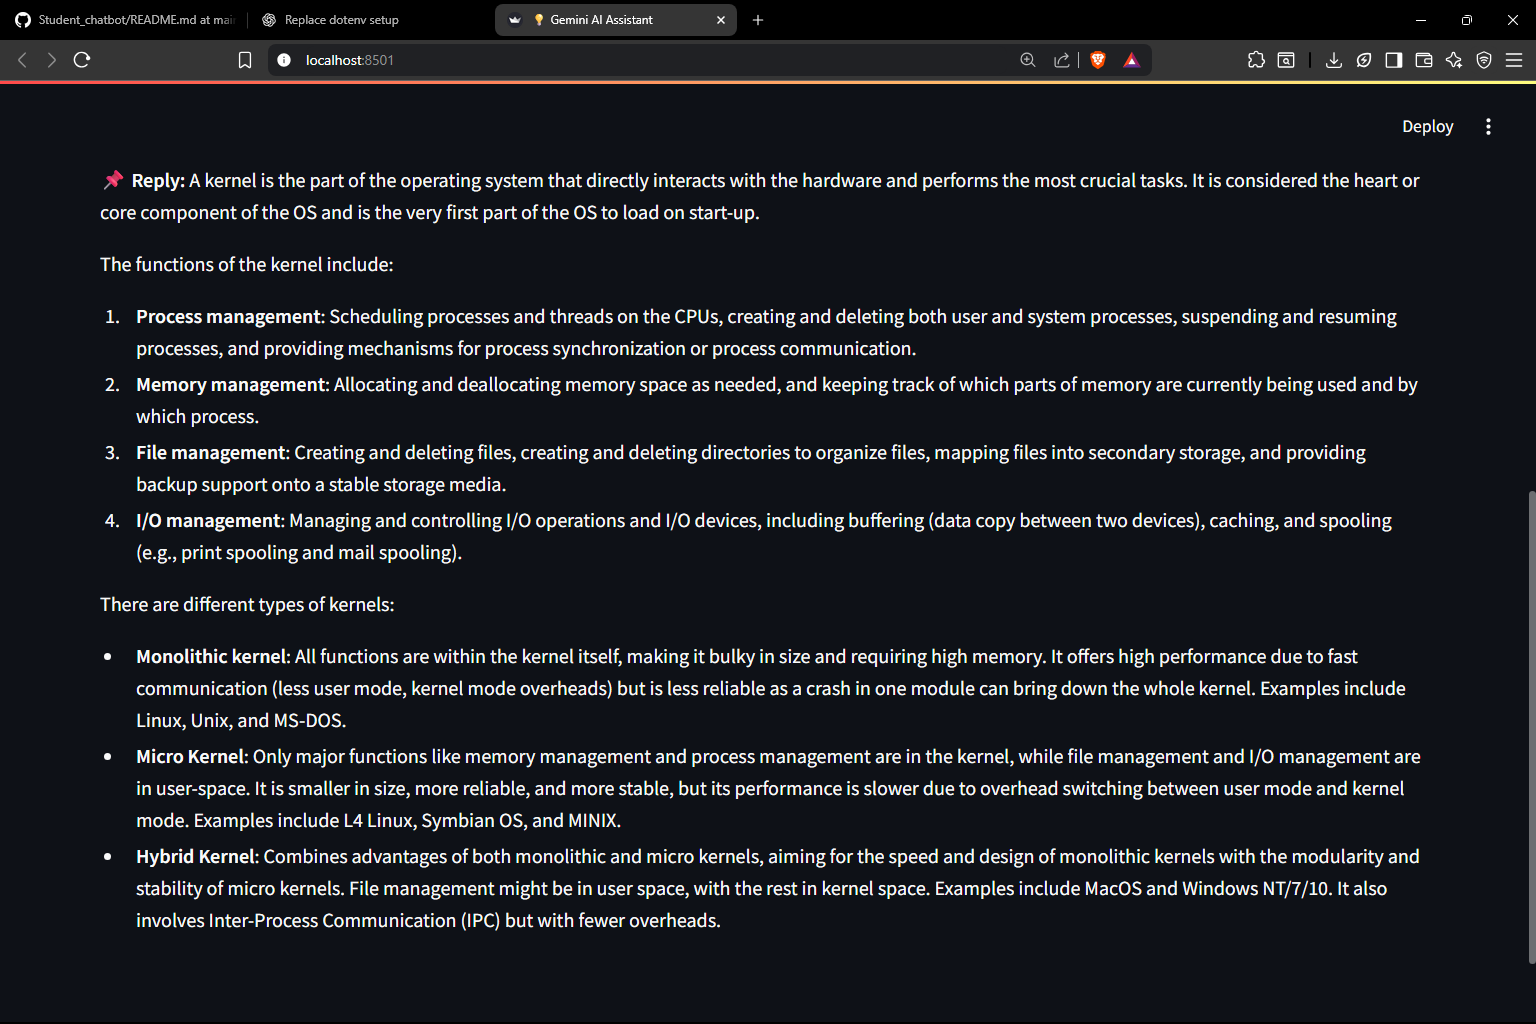 Student_chatbot/README.md at mai
Replace dotenv setup
Gemini AI Assistant
localhost:8501
Deploy
Reply: A kernel is the part of the operating system that directly interacts with the hardware and performs the most crucial tasks. It is considered the heart or
core component of the OS and is the very first part of the OS to load on start-up.
The functions of the kernel include:
1. Process management: Scheduling processes and threads on the CPUs, creating and deleting both user and system processes, suspending and resuming
processes, and providing mechanisms for process synchronization or process communication.
2. Memory management: Allocating and deallocating memory space as needed, and keeping track of which parts of memory are currently being used and by
which process.
3. File management: Creating and deleting files, creating and deleting directories to organize files, mapping files into secondary storage, and providing
backup support onto a stable storage media.
4. I/O management: Managing and controlling I/O operations and I/O devices, including buffering (data copy between two devices), caching, and spooling
(e.g., print spooling and mail spooling).
There are different types of kernels:
• Monolithic kernel: All functions are within the kernel itself, making it bulky in size and requiring high memory. It offers high performance due to fast
communication (less user mode, kernel mode overheads) but is less reliable as a crash in one module can bring down the whole kernel. Examples include
Linux, Unix, and MS-DOS.
• Micro Kernel: Only major functions like memory management and process management are in the kernel, while file management and I/O management are
in user-space. It is smaller in size, more reliable, and more stable, but its performance is slower due to overhead switching between user mode and kernel
mode. Examples include L4 Linux, Symbian OS, and MINIX.
• Hybrid Kernel: Combines advantages of both monolithic and micro kernels, aiming for the speed and design of monolithic kernels with the modularity and
stability of micro kernels. File management might be in user space, with the rest in kernel space. Examples include MacOS and Windows NT/7/10. It also
involves Inter-Process Communication (IPC) but with fewer overheads.